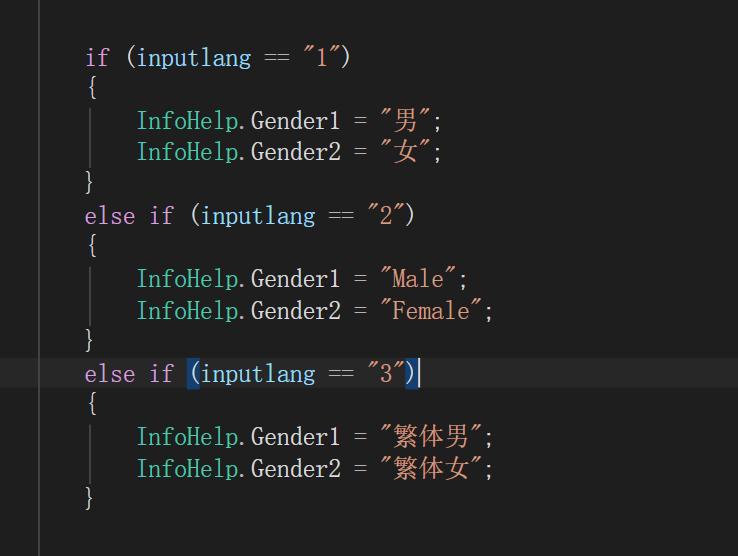 if (inputlang == "1")
{
InfoHelp.Gender1 = "男";
InfoHelp.Gender2 = "女";
}
else if (inputlang == "2")
{
InfoHelp.Gender1 = "Male";
InfoHelp.Gender2 = "Female";
}
else if (inputlang == "3")
{
InfoHelp.Gender1 = "繁体男";
InfoHelp.Gender2 = "繁体女";
}